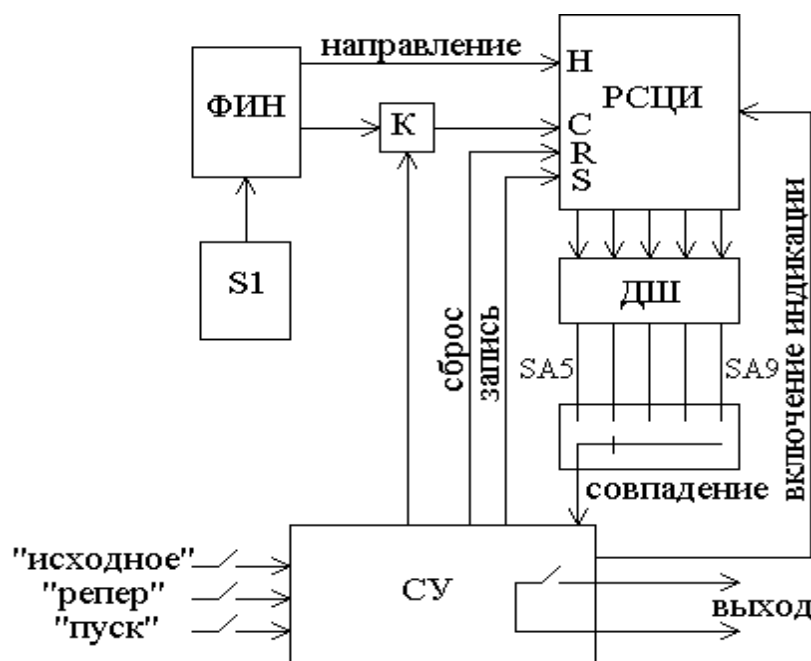 направление
ФИН
Н
РСЦИ
К
С
R
S
S1
ДШ
сброс
запись
включение индикации
SA5
SA9
совпадение
"исходное"
"репер"
"пуск"
СУ
выход